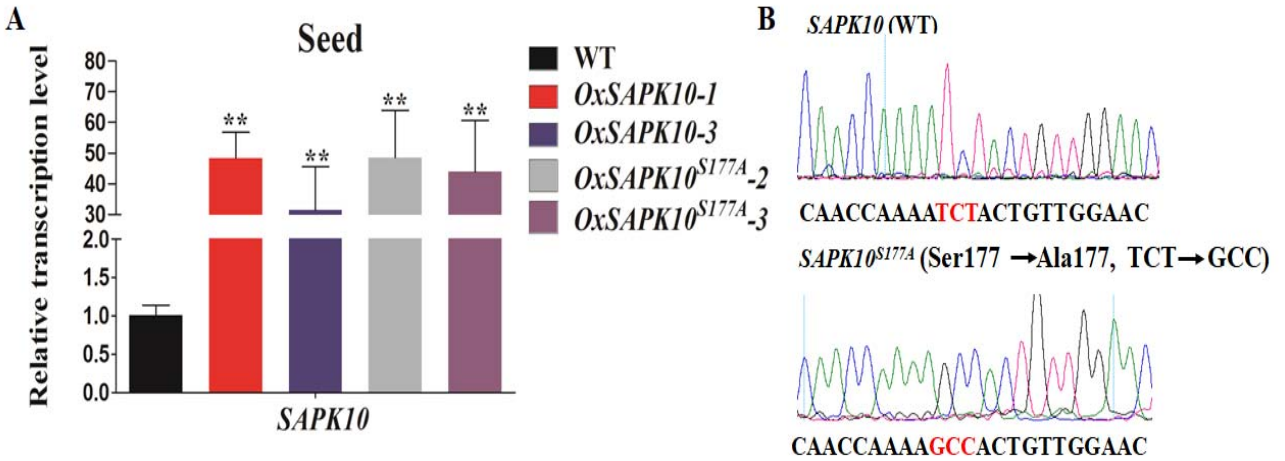 A
Seed
Relative transcription level
80
70
60
50
40
30
2.0
1.5
1.0
0.5
0.0
**
**
**
**
SAPK10
WT
OxSAPK10-1
OxSAPK10-3
OxSAPK10S177A-2
OxSAPK10S177A-3
B
SAPK10 (WT)
CAACCAAAATCTACTGTTGGAAC
SAPK10S177A (Ser177 →Ala177, TCT→GCC)
CAACCAAAAGCCACTGTTGGAAC